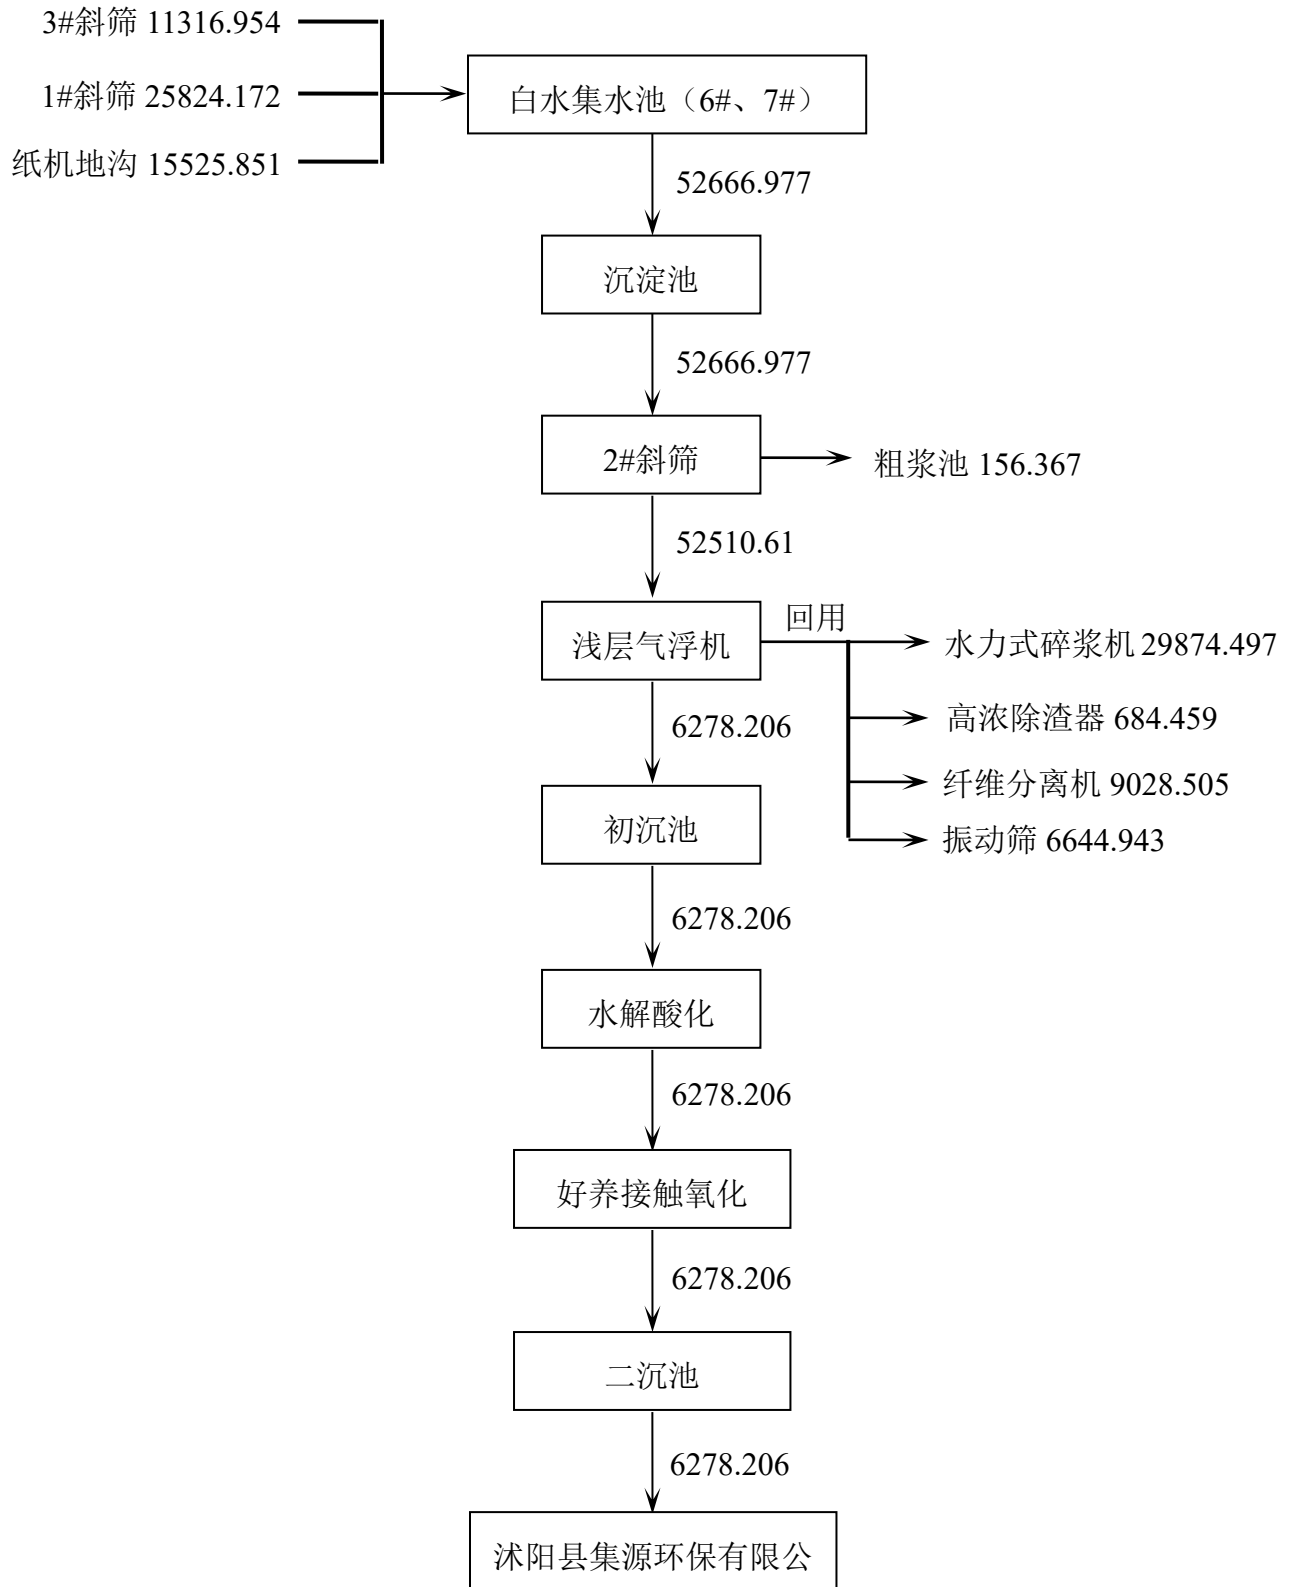 3#斜筛 11316.954
1#斜筛 25824.172
纸机地沟 15525.851
白水集水池（6#、7#）
52666.977
沉淀池
52666.977
2#斜筛
粗浆池 156.367
52510.61
浅层气浮机
回用
水力式碎浆机 29874.497
高浓除渣器 684.459
纤维分离机 9028.505
振动筛 6644.943
6278.206
初沉池
6278.206
水解酸化
6278.206
好养接触氧化
6278.206
二沉池
6278.206
沭阳县集源环保有限公